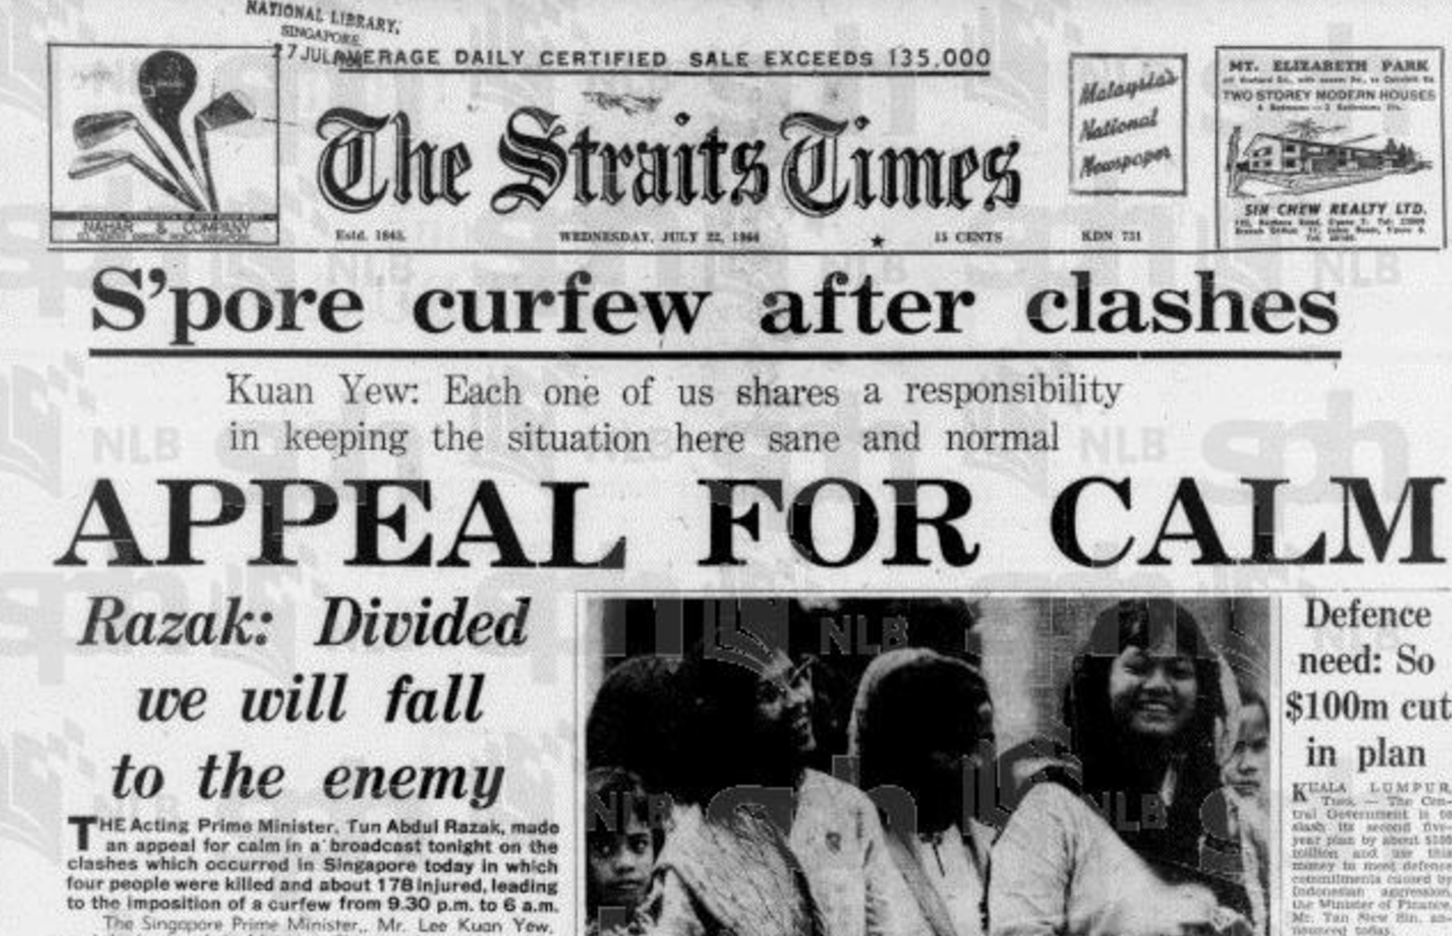 NATIONAL LIBRARY,
SINGAPORE
AVERAGE DAILY CERTIFIED SALE EXCEEDS 135,000
The Straits Times
Malaysia's
National
Newspaper
MT. ELIZABETH PARK
TWO STOREY MODERN HOUSES
SIN CHEW REALTY LTD.
NAHAR & COMPANY
Estd. 1845. WEDNESDAY, JULY 22, 1964 15 CENTS KDN 731
S'pore curfew after clashes
Kuan Yew: Each one of us shares a responsibility
in keeping the situation here sane and normal
APPEAL FOR CALM
Razak: Divided
we will fall
to the enemy
THE Acting Prime Minister, Tun Abdul Razak, made
an appeal for calm in a broadcast tonight on the
clashes which occurred in Singapore today in which
four people were killed and about 178 injured, leading
to the imposition of a curfew from 9.30 p.m. to 6 a.m.
The Singapore Prime Minister, Mr. Lee Kuan Yew,
Defence
need: So
$100m cut
in plan
KUALA LUMPUR,
Tues. — The Cen-
tral Government is to
slash its second five-
year plan by about $100
million and use this
money to meet defence
commitments caused by
Indonesian aggression,
the Minister of Finance,
Mr. Tan Siew Sin, an-
nounced today.
NLB
sph